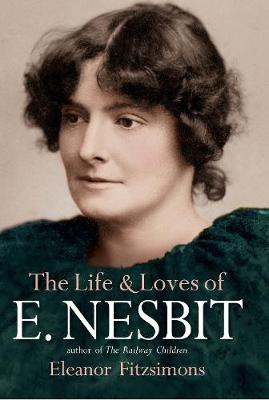 The Life & Loves of
E. NESBIT
author of The Railway Children
Eleanor Fitzsimons